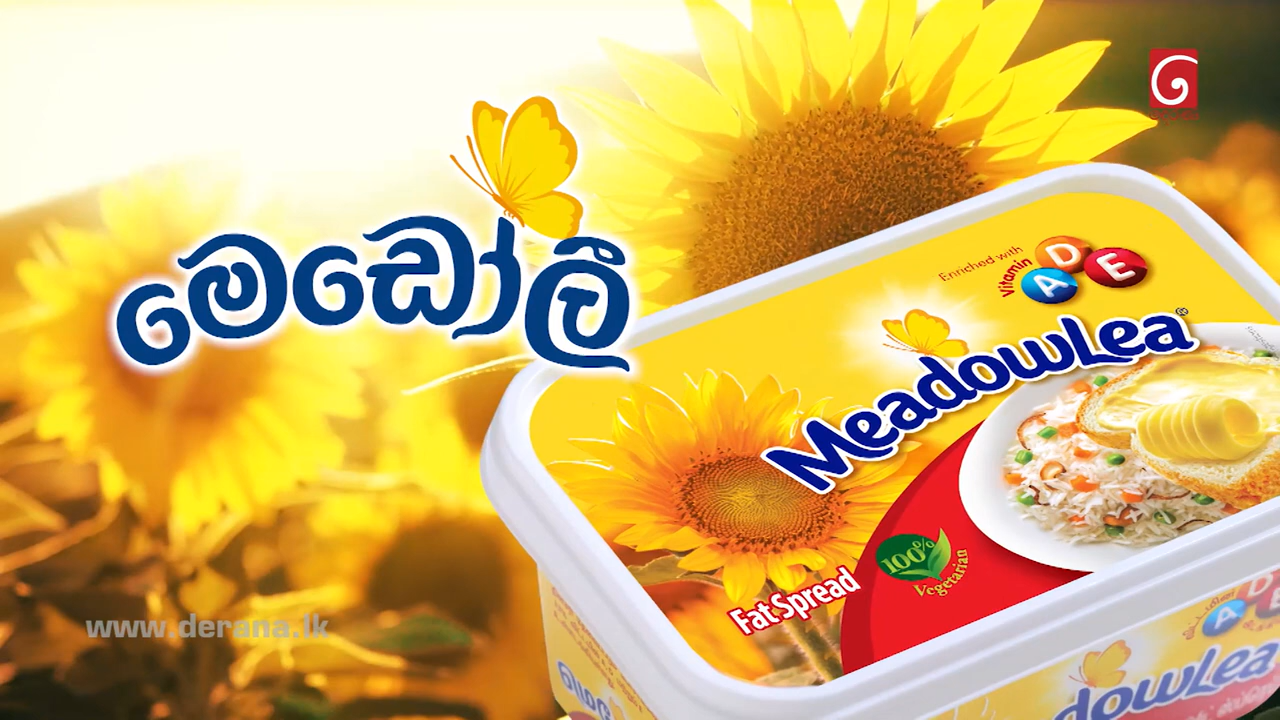 මෙඩෝලී
Enriched with
Vitamin
A D E
MeadowLea®
100%
Vegetarian
Fat Spread
www.derana.lk
A D E
dowLea